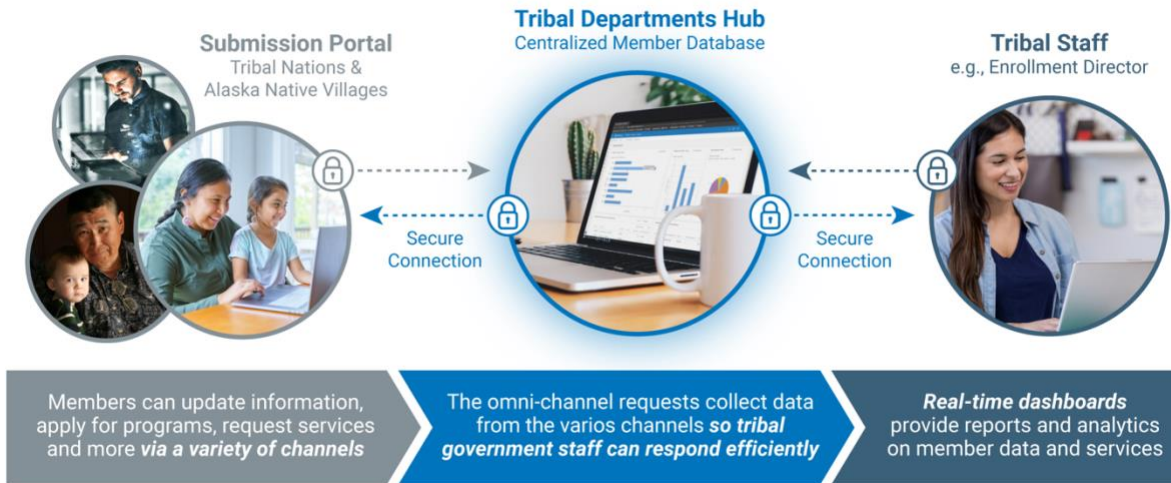 Submission Portal
Tribal Nations &
Alaska Native Villages
Tribal Departments Hub
Centralized Member Database
Tribal Staff
e.g., Enrollment Director
Secure
Connection
Secure
Connection
Members can update information,
apply for programs, request services
and more via a variety of channels
The omni-channel requests collect data
from the varios channels so tribal
government staff can respond efficiently
Real-time dashboards
provide reports and analytics
on member data and services